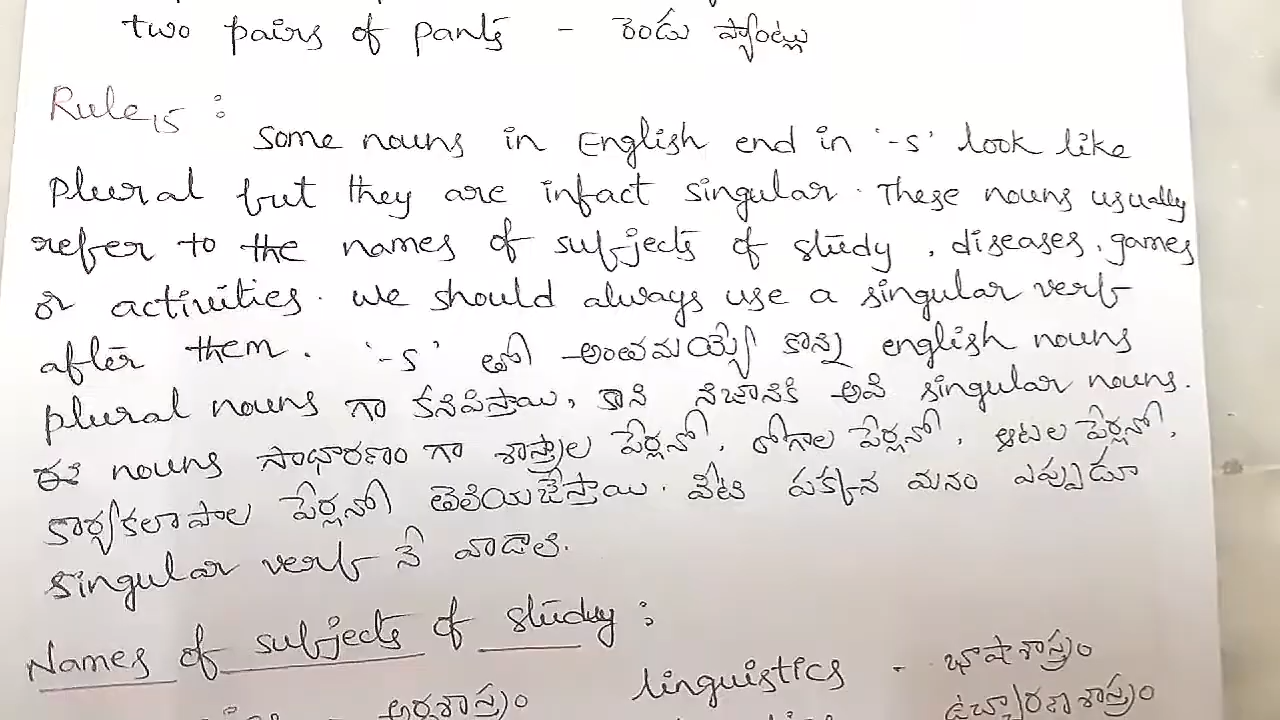 two pairs of pants - రెండు ప్యాంట్లు
Rule 15 :
Some nouns in English end in '-s' look like
plural but they are infact singular. These nouns usually
refer to the names of subjects of study, diseases, games
or activities. We should always use a singular verb
after them. '-s' తో అంతమయ్యే కొన్ని english nouns
plural nouns గా కనిపిస్తాయి, కాని నిజానికి అవి singular nouns.
ఈ nouns సాధారణం గా శాస్త్రాల పేర్లనో, రోగాల పేర్లనో, ఆటల పేర్లనో,
కార్యకలాపాల పేర్లనో తెలియజేస్తాయి. వీటి పక్కన మనం ఎప్పుడూ
singular verb నే వాడాలి.
Names of subjects of study :
linguistics - భాషాశాస్త్రం
అర్థశాస్త్రం
ఉచ్చారణశాస్త్రం